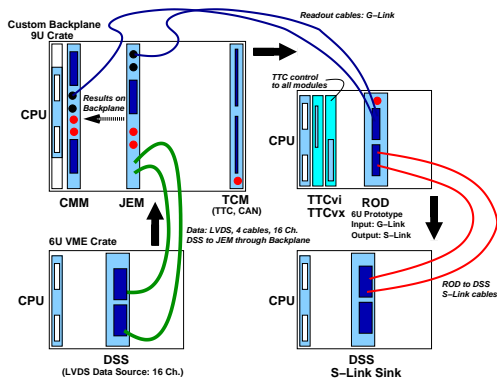 Custom Backplane
9U Crate
Readout cables: G-Link
CPU
Results on
Backplane
CMM
JEM
TCM
(TTC, CAN)
TTC control
to all modules
CPU
TTCvi
TTCvx
ROD
6U Prototype
Input: G-Link
Output: S-Link
Data: LVDS, 4 cables, 16 Ch.
DSS to JEM through Backplane
6U VME Crate
CPU
DSS
(LVDS Data Source: 16 Ch.)
CPU
ROD to DSS
S-Link cables
DSS
S-Link Sink